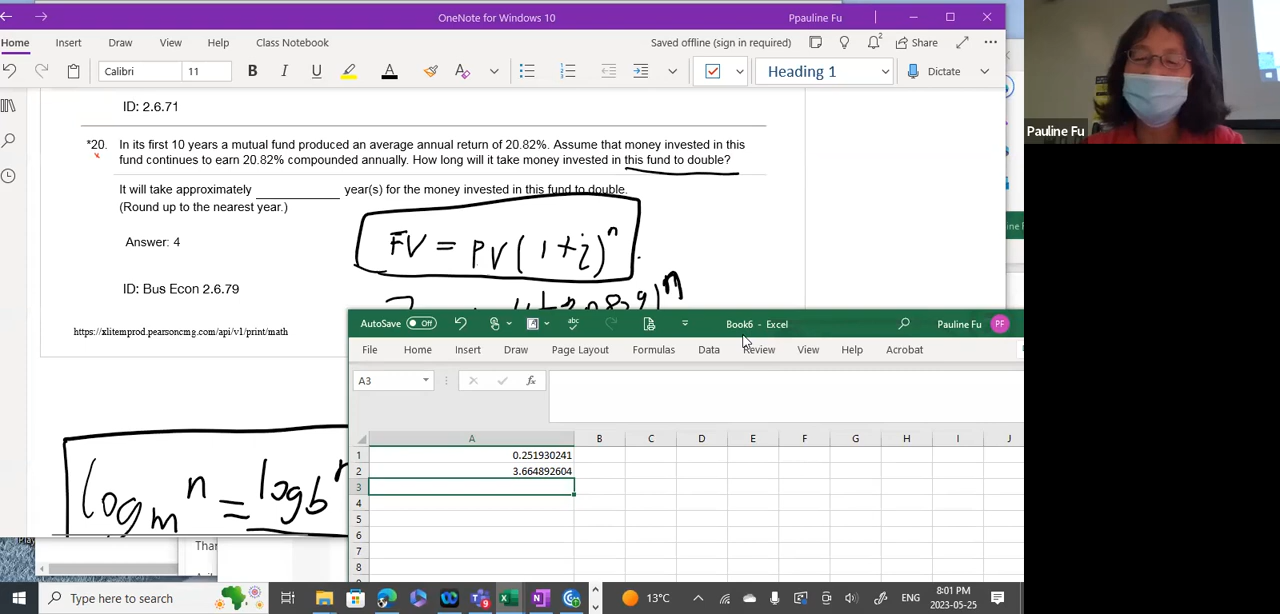 OneNote for Windows 10
Ppauline Fu
Home Insert Draw View Help Class Notebook
Saved offline (sign in required)
2
Share
Calibri 11
B I U A
Heading 1
Dictate
ID: 2.6.71
*20. In its first 10 years a mutual fund produced an average annual return of 20.82%. Assume that money invested in this
fund continues to earn 20.82% compounded annually. How long will it take money invested in this fund to double?
It will take approximately ________ year(s) for the money invested in this fund to double.
(Round up to the nearest year.)
Answer: 4
FV = PV(1+i)^n
ID: Bus Econ 2.6.79
https://xlitemprod.pearsoncmg.com/api/v1/print/math
Pauline Fu
AutoSave Off
Book6 - Excel
Pauline Fu PF
File Home Insert Draw Page Layout Formulas Data Review View Help Acrobat
A3
fx
A B C D E F G H I J
1 0.251930241
2 3.664892604
3
4
5
6
7
8
log_m n = log b
Type here to search
13°C
ENG
8:01 PM
2023-05-25